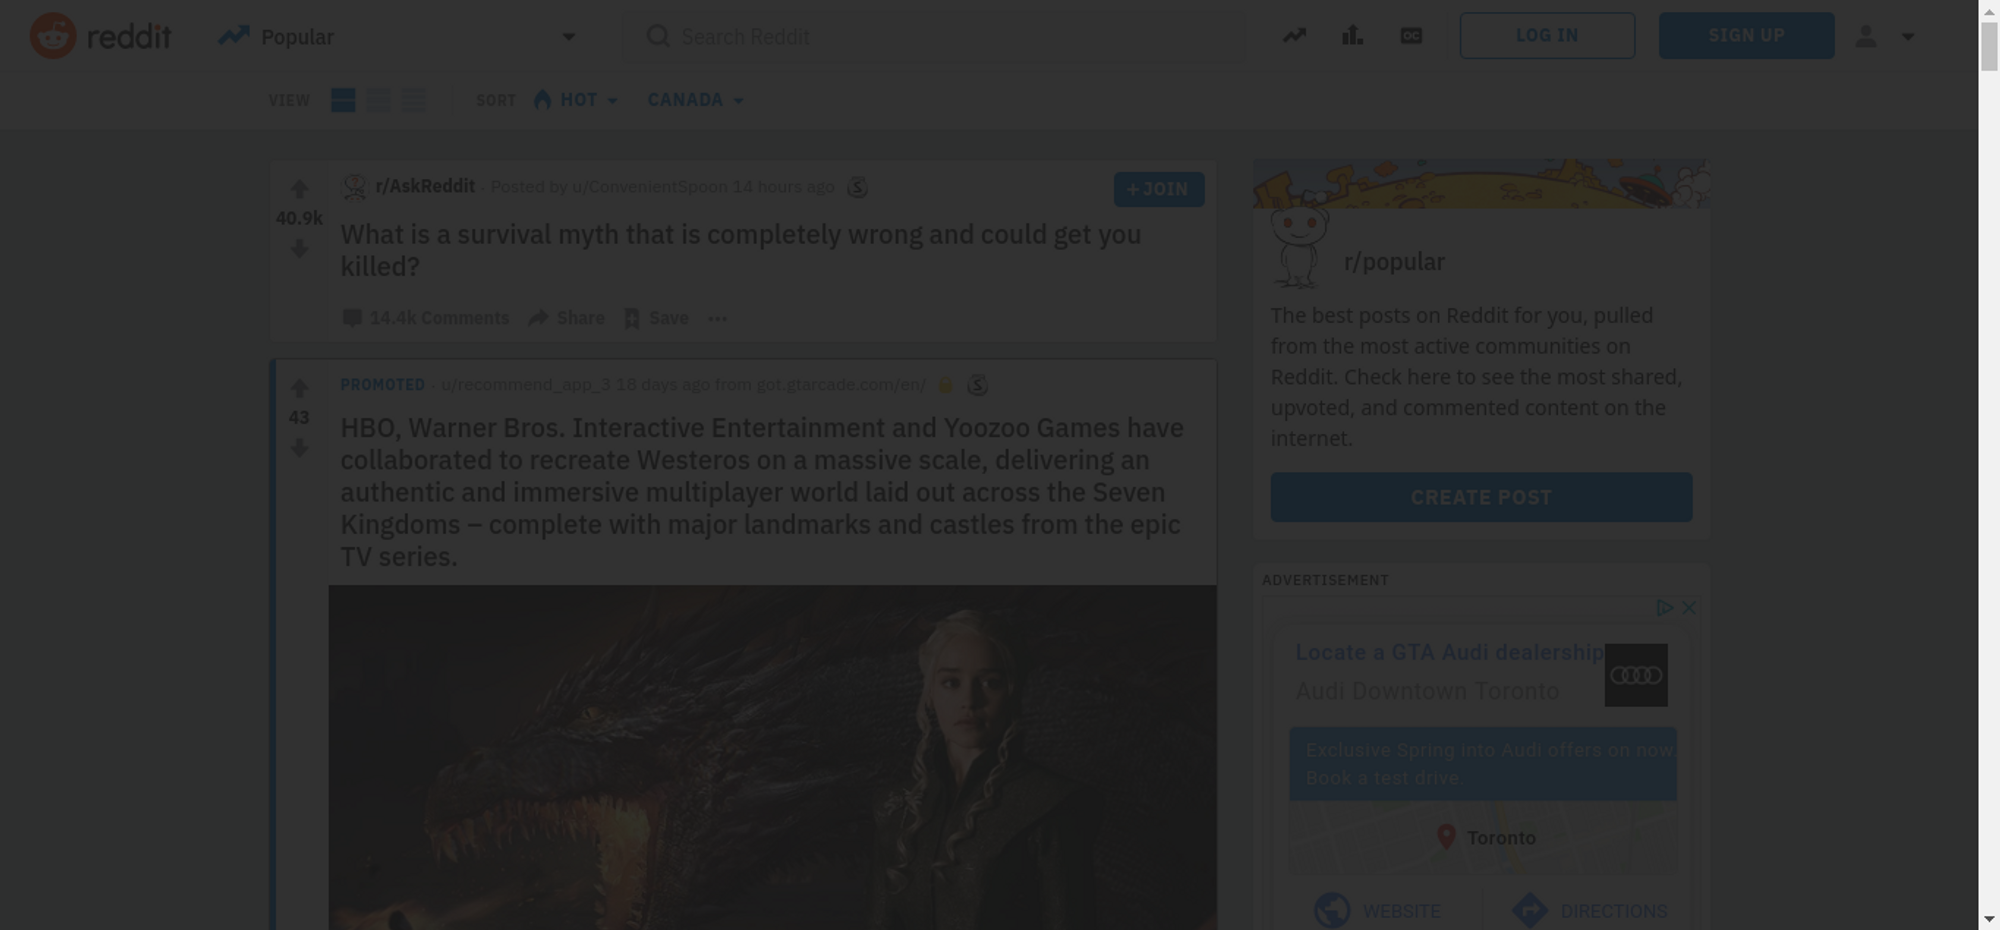 reddit
Popular
Search Reddit
OC
LOG IN
SIGN UP
VIEW
SORT
HOT
CANADA
r/AskReddit · Posted by u/ConvenientSpoon 14 hours ago
S
+ JOIN
40.9k
What is a survival myth that is completely wrong and could get you
killed?
14.4k Comments
Share
Save
PROMOTED · u/recommend_app_3 18 days ago from got.gtarcade.com/en/
S
43
HBO, Warner Bros. Interactive Entertainment and Yoozoo Games have
collaborated to recreate Westeros on a massive scale, delivering an
authentic and immersive multiplayer world laid out across the Seven
Kingdoms – complete with major landmarks and castles from the epic
TV series.
r/popular
The best posts on Reddit for you, pulled
from the most active communities on
Reddit. Check here to see the most shared,
upvoted, and commented content on the
internet.
CREATE POST
ADVERTISEMENT
Locate a GTA Audi dealership
Audi Downtown Toronto
Exclusive Spring into Audi offers on now.
Book a test drive.
Toronto
WEBSITE
DIRECTIONS